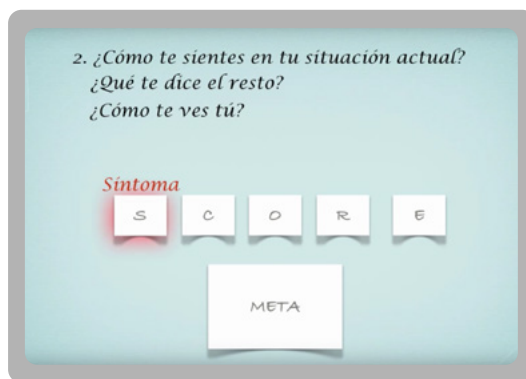 2. ¿Cómo te sientes en tu situación actual?
¿Qué te dice el resto?
¿Cómo te ves tú?
Síntoma
S C O R E
META